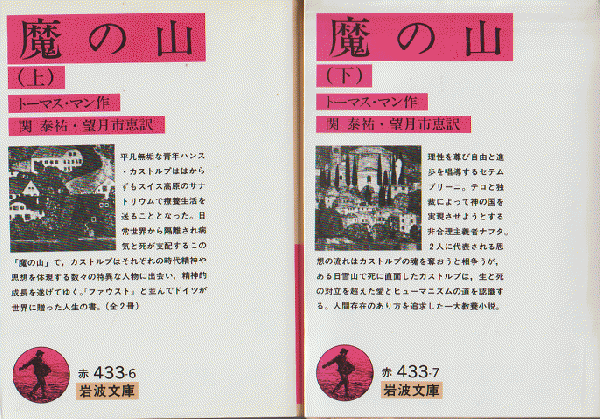 魔の山
(上)
トーマス・マン作
関 泰祐・望月市恵訳
平凡無垢な青年ハンス
・カストルプははから
ずもスイス高原のサナ
トリウムで療養生活を
送ることとなった。日
常世界から隔離され病
気と死が支配するこの
「魔の山」で,カストルプはそれぞれの時代精神や
思想を体現する数々の特異な人物に出会い,精神的
成長を遂げてゆく。『ファウスト』と並んでドイツが
世界に贈った人生の書。(全2冊)
赤 433-6
岩波文庫
魔の山
(下)
トーマス・マン作
関 泰祐・望月市恵訳
理性を尊び自由と進
歩を唱導するセテム
ブリーニ。テロと独
裁によって神の国を
実現させようとする
非合理主義者ナフタ。
2人に代表される思
想の流れはカストルプの魂を奪おうと相争うが,
ある日雪山で死に直面したカストルプは,生と死
の対立を超えた愛とヒューマニズムの道を認識す
る。人間存在のあり方を追求した一大教養小説。
赤 433-7
岩波文庫